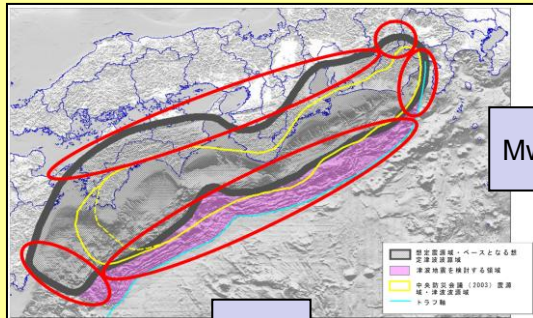 Mw
想定震源域・ベースとなる想
定津波波源域
津波地震を検討する領域
中央防災会議（2003）震源
域・津波波源域
トラフ軸